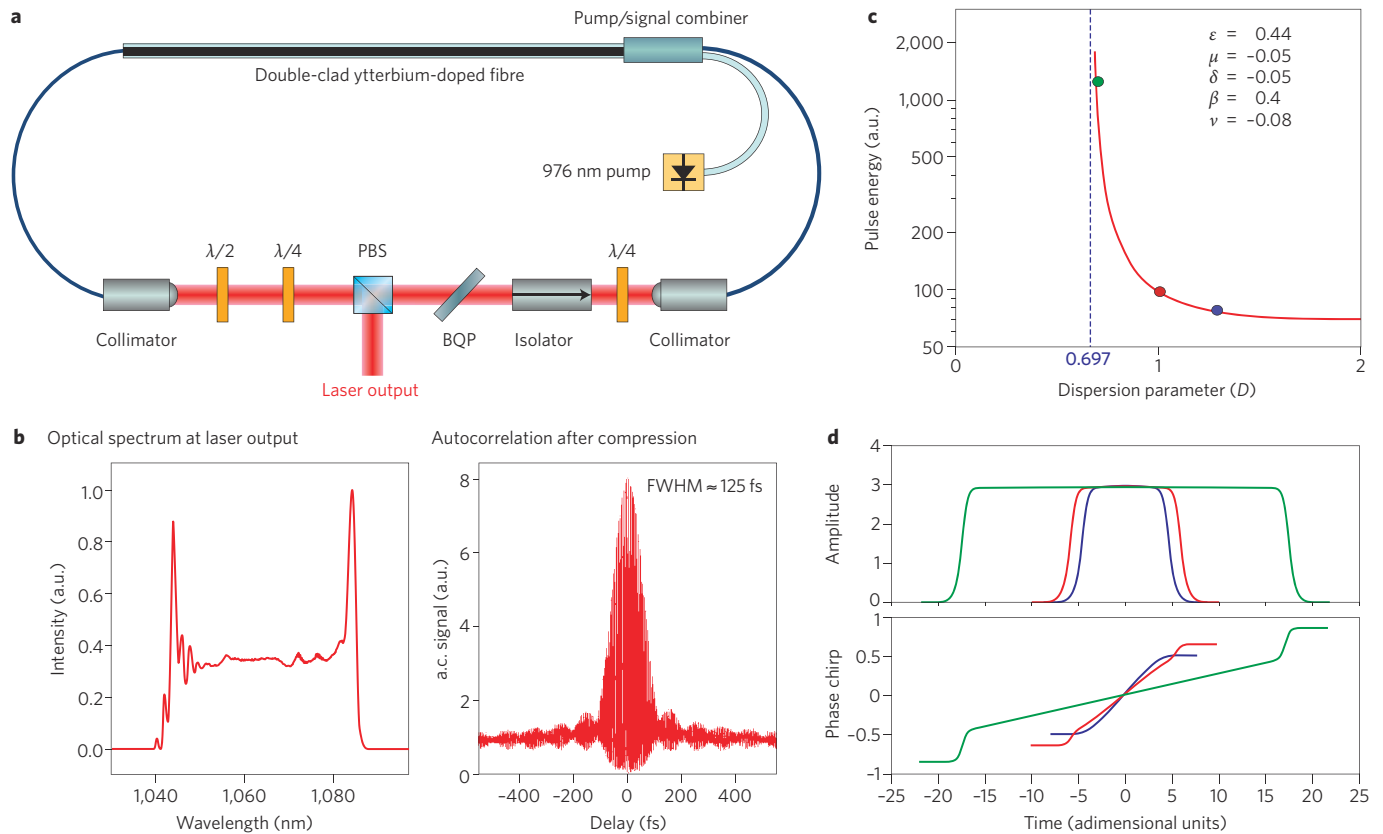 a
Pump/signal combiner
Double-clad ytterbium-doped fibre
976 nm pump
λ/2
λ/4
PBS
λ/4
Collimator
BQP
Isolator
Collimator
Laser output
c
Pulse energy (a.u.)
2,000
1,000
500
200
100
50
ε = 0.44
μ = –0.05
δ = –0.05
β = 0.4
ν = –0.08
0
0.697
1
2
Dispersion parameter (D)
b
Optical spectrum at laser output
Intensity (a.u.)
1.0
0.8
0.6
0.4
0.2
0.0
1,040
1,060
1,080
Wavelength (nm)
Autocorrelation after compression
FWHM ≈ 125 fs
a.c. signal (a.u.)
8
6
4
2
0
–400
–200
0
200
400
Delay (fs)
d
Amplitude
4
3
2
1
0
Phase chirp
1
0.5
0
–0.5
–1
–25
–20
–15
–10
–5
0
5
10
15
20
25
Time (adimensional units)